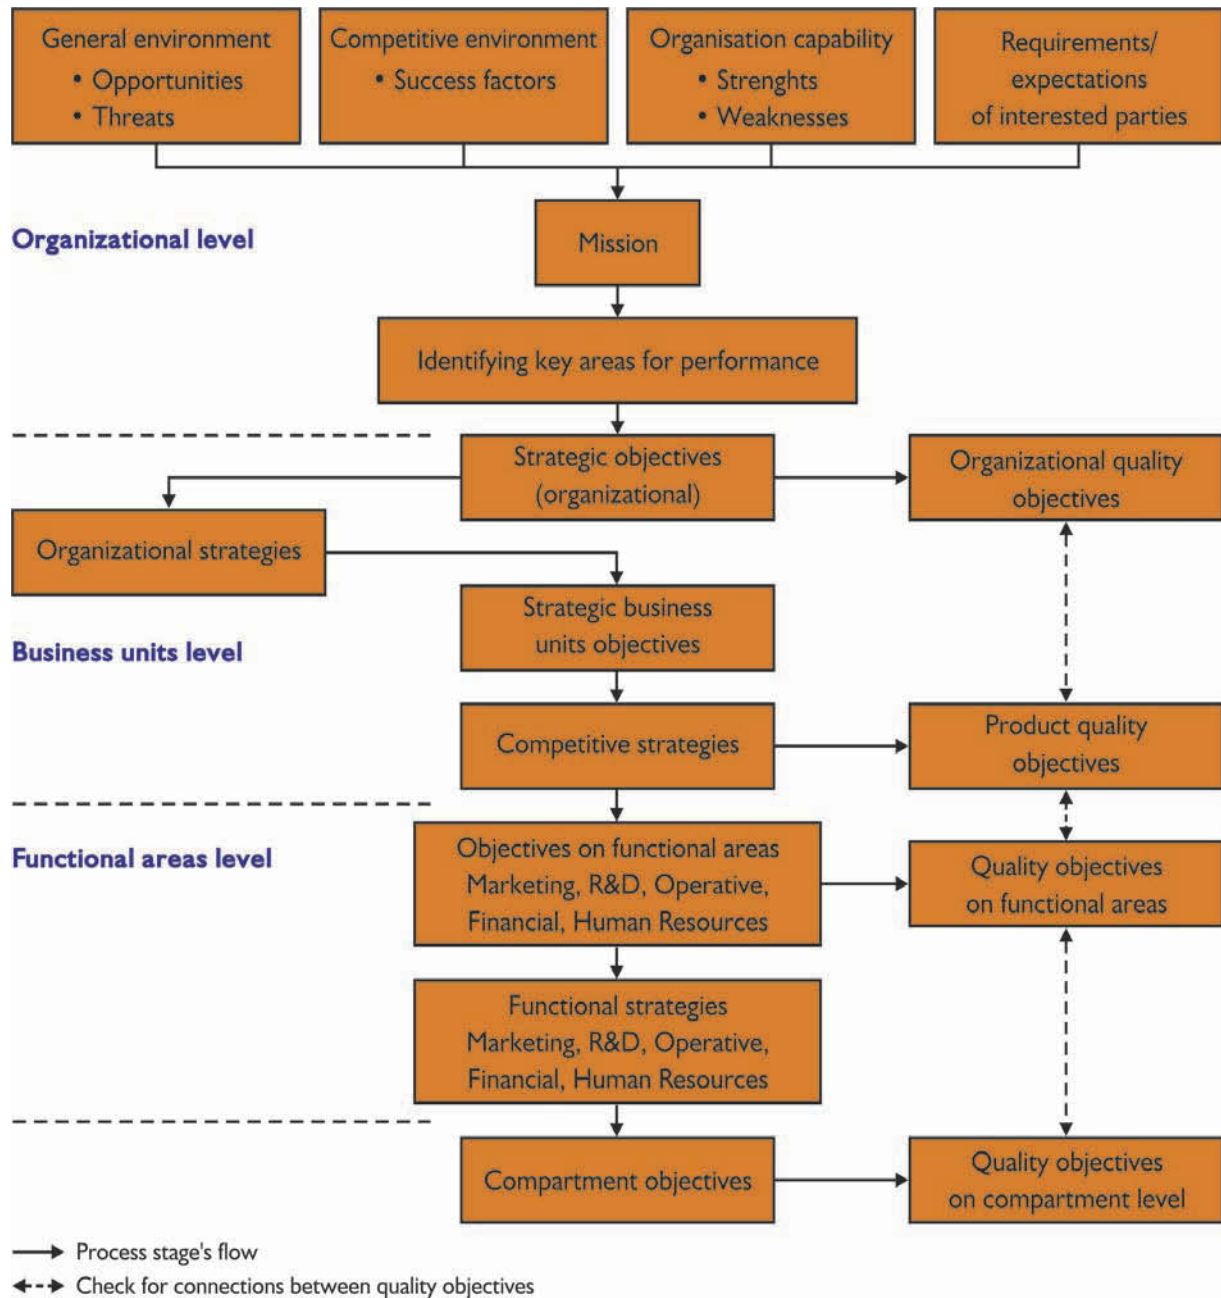 General environment
• Opportunities
• Threats
Competitive environment
• Success factors
Organisation capability
• Strenghts
• Weaknesses
Requirements/
expectations
of interested parties
Organizational level
Mission
Identifying key areas for performance
Strategic objectives
(organizational)
Organizational quality
objectives
Organizational strategies
Strategic business
units objectives
Business units level
Competitive strategies
Product quality
objectives
Functional areas level
Objectives on functional areas
Marketing, R&D, Operative,
Financial, Human Resources
Quality objectives
on functional areas
Functional strategies
Marketing, R&D, Operative,
Financial, Human Resources
Compartment objectives
Quality objectives
on compartment level
Process stage's flow
Check for connections between quality objectives